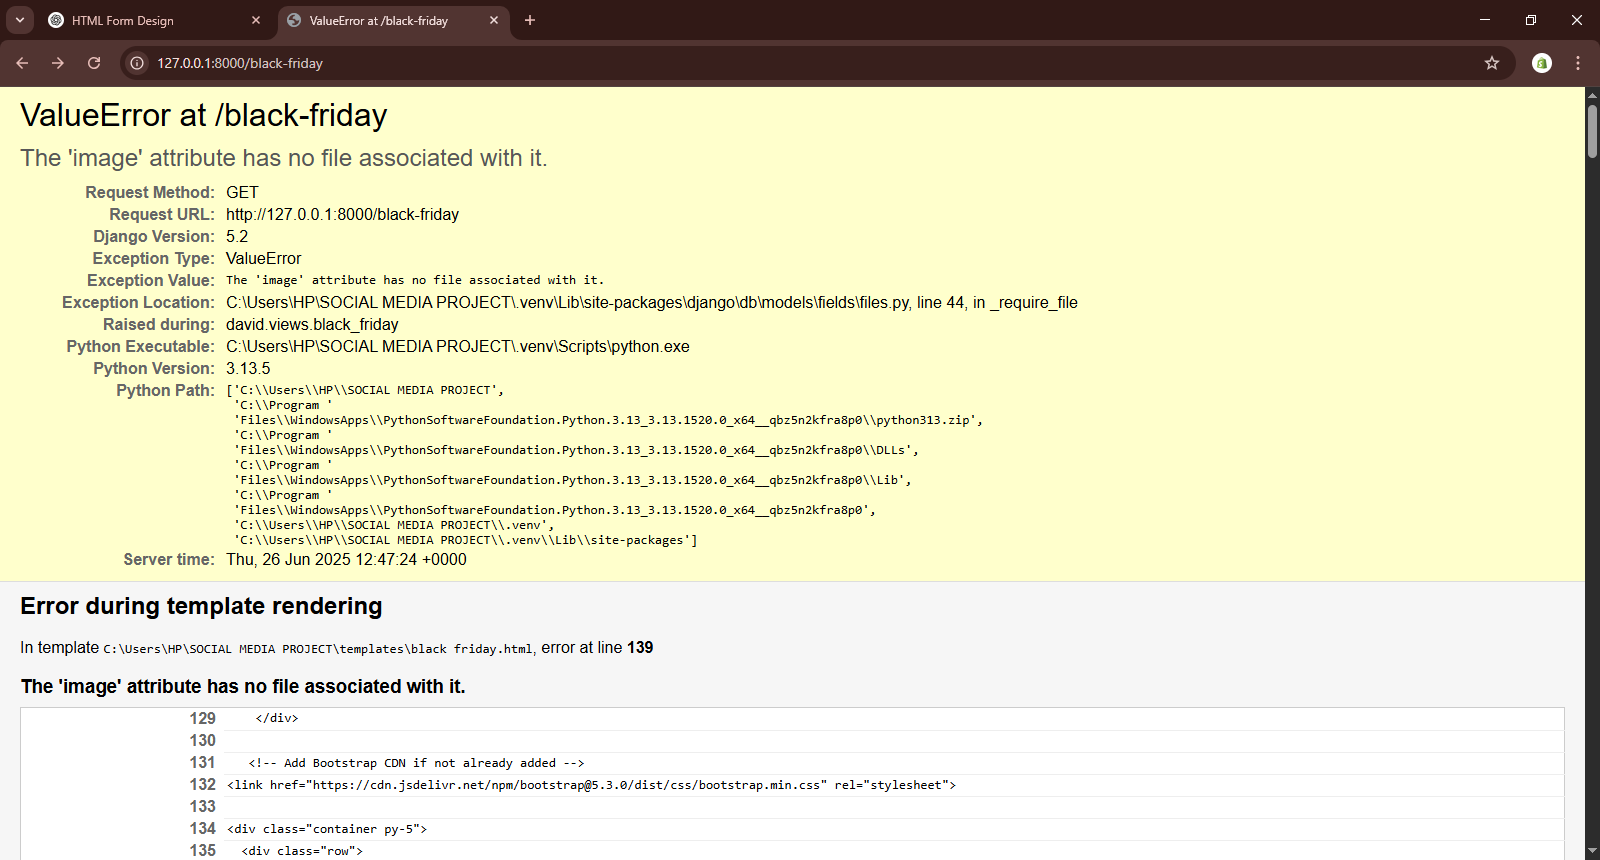 HTML Form Design
ValueError at /black-friday
127.0.0.1:8000/black-friday
ValueError at /black-friday
The 'image' attribute has no file associated with it.
Request Method: GET
Request URL: http://127.0.0.1:8000/black-friday
Django Version: 5.2
Exception Type: ValueError
Exception Value: The 'image' attribute has no file associated with it.
Exception Location: C:\Users\HP\SOCIAL MEDIA PROJECT\.venv\Lib\site-packages\django\db\models\fields\files.py, line 44, in _require_file
Raised during: david.views.black_friday
Python Executable: C:\Users\HP\SOCIAL MEDIA PROJECT\.venv\Scripts\python.exe
Python Version: 3.13.5
Python Path: ['C:\\Users\\HP\\SOCIAL MEDIA PROJECT',
'C:\\Program '
'Files\\WindowsApps\\PythonSoftwareFoundation.Python.3.13_3.13.1520.0_x64__qbz5n2kfra8p0\\python313.zip',
'C:\\Program '
'Files\\WindowsApps\\PythonSoftwareFoundation.Python.3.13_3.13.1520.0_x64__qbz5n2kfra8p0\\DLLs',
'C:\\Program '
'Files\\WindowsApps\\PythonSoftwareFoundation.Python.3.13_3.13.1520.0_x64__qbz5n2kfra8p0\\Lib',
'C:\\Program '
'Files\\WindowsApps\\PythonSoftwareFoundation.Python.3.13_3.13.1520.0_x64__qbz5n2kfra8p0',
'C:\\Users\\HP\\SOCIAL MEDIA PROJECT\\.venv',
'C:\\Users\\HP\\SOCIAL MEDIA PROJECT\\.venv\\Lib\\site-packages']
Server time: Thu, 26 Jun 2025 12:47:24 +0000
Error during template rendering
In template C:\Users\HP\SOCIAL MEDIA PROJECT\templates\black friday.html, error at line 139
The 'image' attribute has no file associated with it.
129 </div>
130
131 <!-- Add Bootstrap CDN if not already added -->
132 <link href="https://cdn.jsdelivr.net/npm/bootstrap@5.3.0/dist/css/bootstrap.min.css" rel="stylesheet">
133
134 <div class="container py-5">
135 <div class="row">